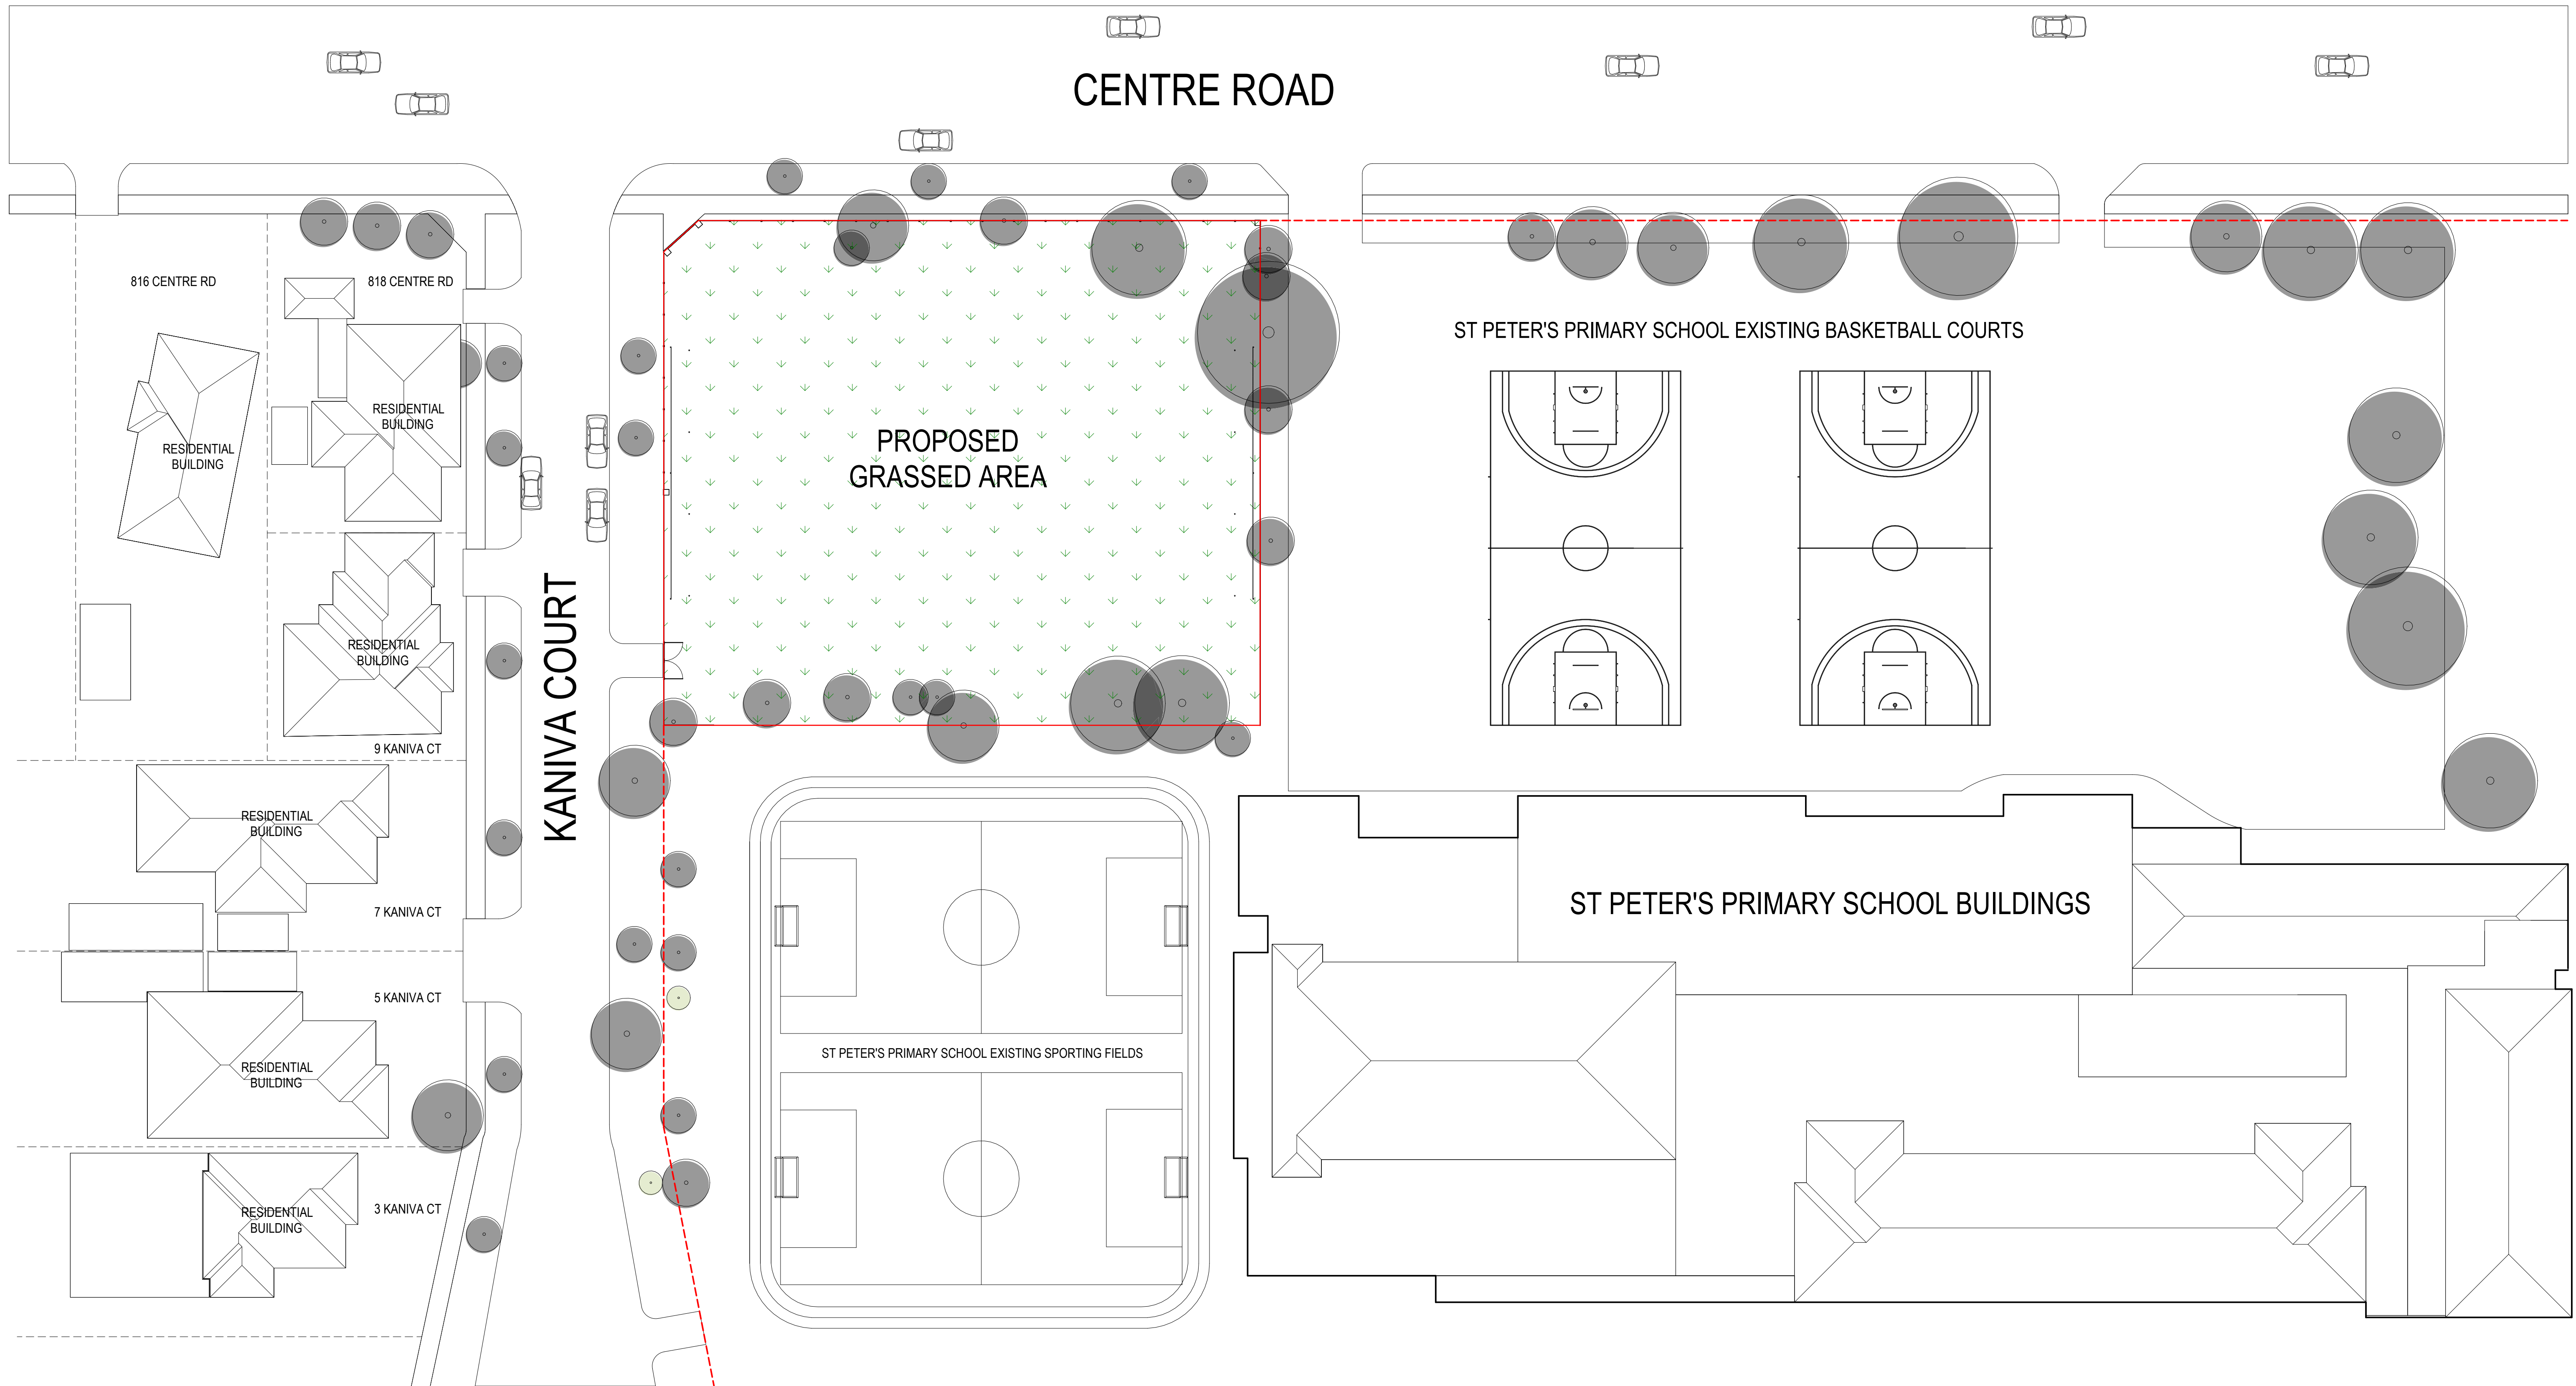 CENTRE ROAD
816 CENTRE RD
818 CENTRE RD
ST PETER'S PRIMARY SCHOOL EXISTING BASKETBALL COURTS
RESIDENTIAL
BUILDING
RESIDENTIAL
BUILDING
PROPOSED
GRASSED AREA
KANIVA COURT
RESIDENTIAL
BUILDING
9 KANIVA CT
RESIDENTIAL
BUILDING
7 KANIVA CT
ST PETER'S PRIMARY SCHOOL BUILDINGS
5 KANIVA CT
ST PETER'S PRIMARY SCHOOL EXISTING SPORTING FIELDS
RESIDENTIAL
BUILDING
3 KANIVA CT
RESIDENTIAL
BUILDING